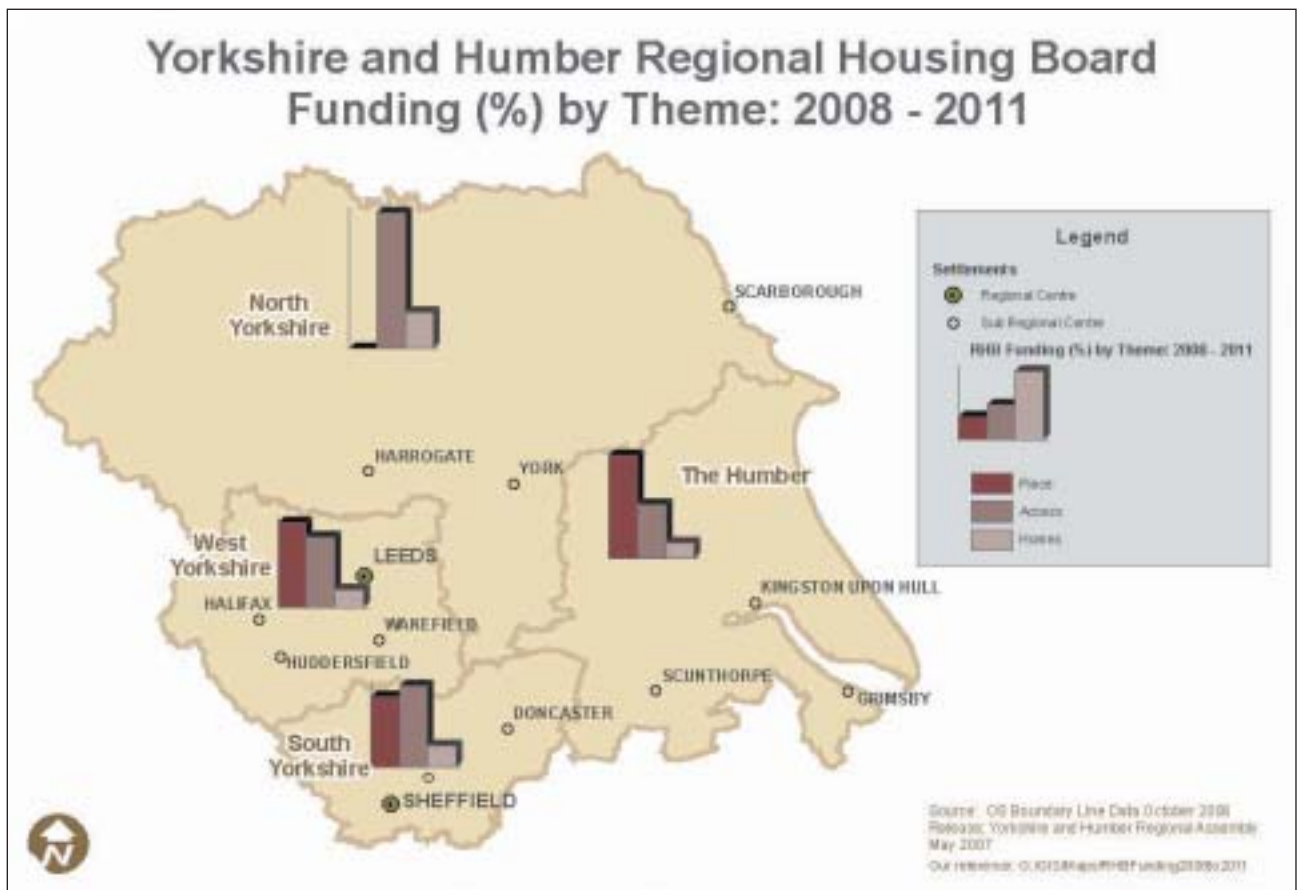 Yorkshire and Humber Regional Housing Board
Funding (%) by Theme: 2008 - 2011
North
Yorkshire
SCARBOROUGH
HARROGATE
YORK
The Humber
West
Yorkshire
LEEDS
HALIFAX
WAKEFIELD
HUDDERSFIELD
KINGSTON UPON HULL
SCUNTHORPE
GRIMSBY
DONCASTER
South
Yorkshire
SHEFFIELD
Legend
Settlements
Regional Centre
Sub Regional Centre
RHB Funding (%) by Theme: 2008 - 2011
Place
Access
Homes
N
Source: OS Boundary Line Data October 2006
Release: Yorkshire and Humber Regional Assembly
May 2007
Our reference: